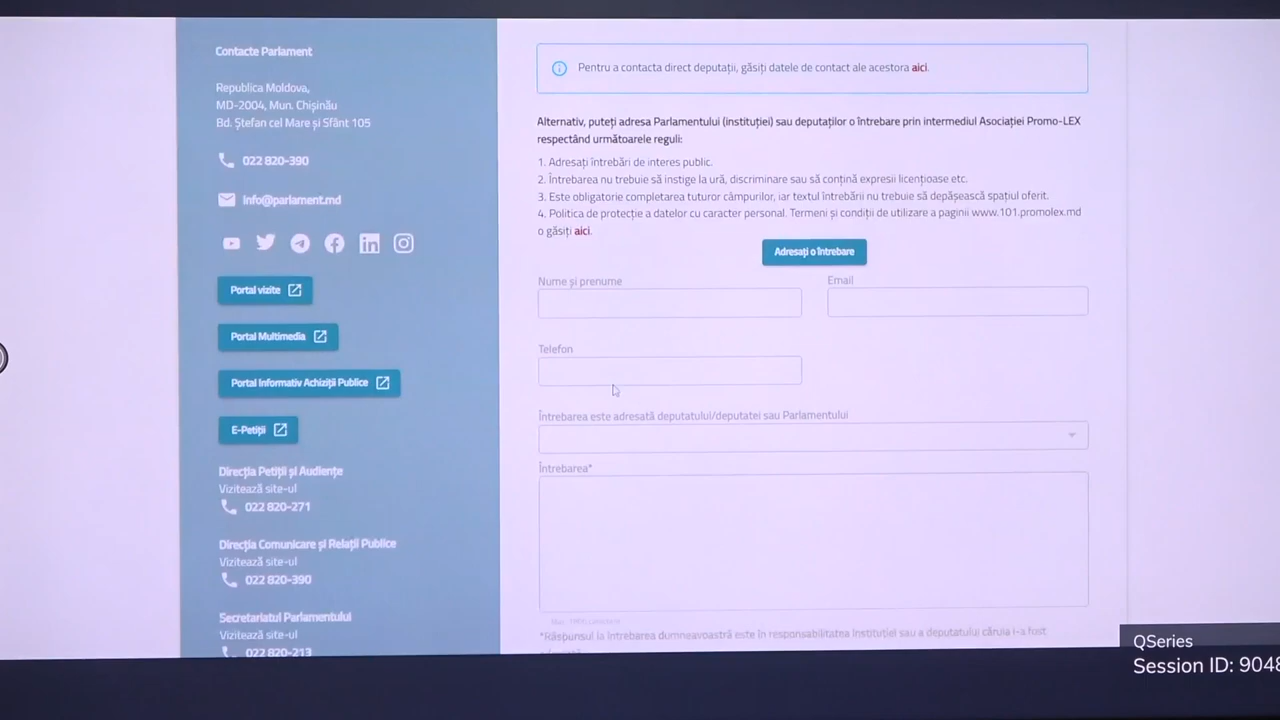 Contacte Parlament
Republica Moldova,
MD-2004, Mun. Chișinău
Bd. Ștefan cel Mare și Sfânt 105
022 820-390
info@parlament.md
Portal vizite
Portal Multimedia
Portal Informativ Achiziții Publice
E-Petiții
Direcția Petiții și Audiențe
Vizitează site-ul
022 820-271
Direcția Comunicare și Relații Publice
Vizitează site-ul
022 820-390
Secretariatul Parlamentului
Vizitează site-ul
022 820-213
Pentru a contacta direct deputații, găsiți datele de contact ale acestora aici.
Alternativ, puteți adresa Parlamentului (instituției) sau deputaților o întrebare prin intermediul Asociației Promo-LEX
respectând următoarele reguli:
1. Adresați întrebări de interes public.
2. Întrebarea nu trebuie să instige la ură, discriminare sau să conțină expresii licențioase etc.
3. Este obligatorie completarea tuturor câmpurilor, iar textul întrebării nu trebuie să depășească spațiul oferit.
4. Politica de protecție a datelor cu caracter personal. Termeni și condiții de utilizare a paginii www.101.promolex.md
o găsiți aici.
Adresați o întrebare
Nume și prenume
Email
Telefon
Întrebarea este adresată deputatului/deputatei sau Parlamentului
Întrebarea*
*Răspunsul la întrebarea dumneavoastră este în responsabilitatea Instituției sau a deputatului căruia i-a fost
QSeries
Session ID: 9048